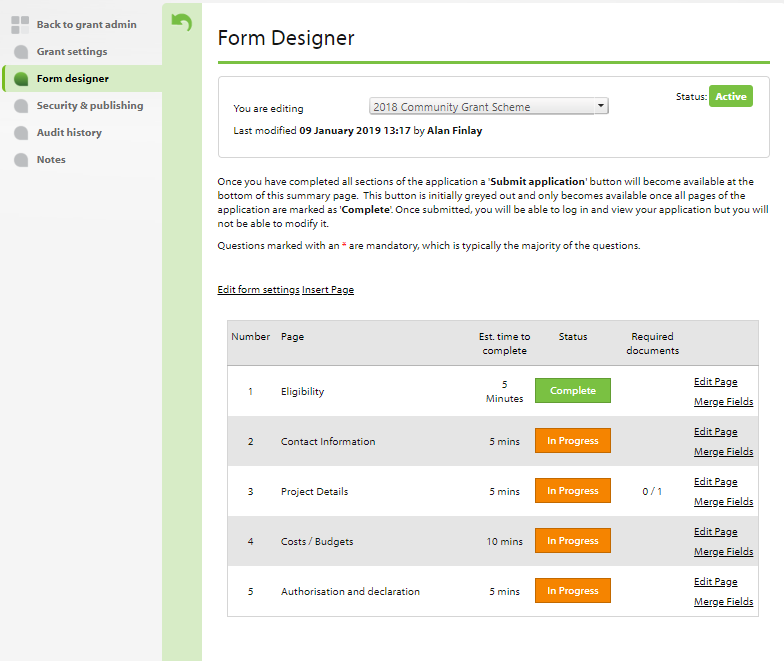 Back to grant admin
Grant settings
Form designer
Security & publishing
Audit history
Notes
Form Designer
You are editing
2018 Community Grant Scheme
Status: Active
Last modified 09 January 2019 13:17 by Alan Finlay
Once you have completed all sections of the application a 'Submit application' button will become available at the
bottom of this summary page. This button is initially greyed out and only becomes available once all pages of the
application are marked as 'Complete'. Once submitted, you will be able to log in and view your application but you will
not be able to modify it.
Questions marked with an * are mandatory, which is typically the majority of the questions.
Edit form settings Insert Page
Number Page Est. time to complete Status Required documents
1 Eligibility 5 Minutes Complete Edit Page Merge Fields
2 Contact Information 5 mins In Progress Edit Page Merge Fields
3 Project Details 5 mins In Progress 0 / 1 Edit Page Merge Fields
4 Costs / Budgets 10 mins In Progress Edit Page Merge Fields
5 Authorisation and declaration 5 mins In Progress Edit Page Merge Fields